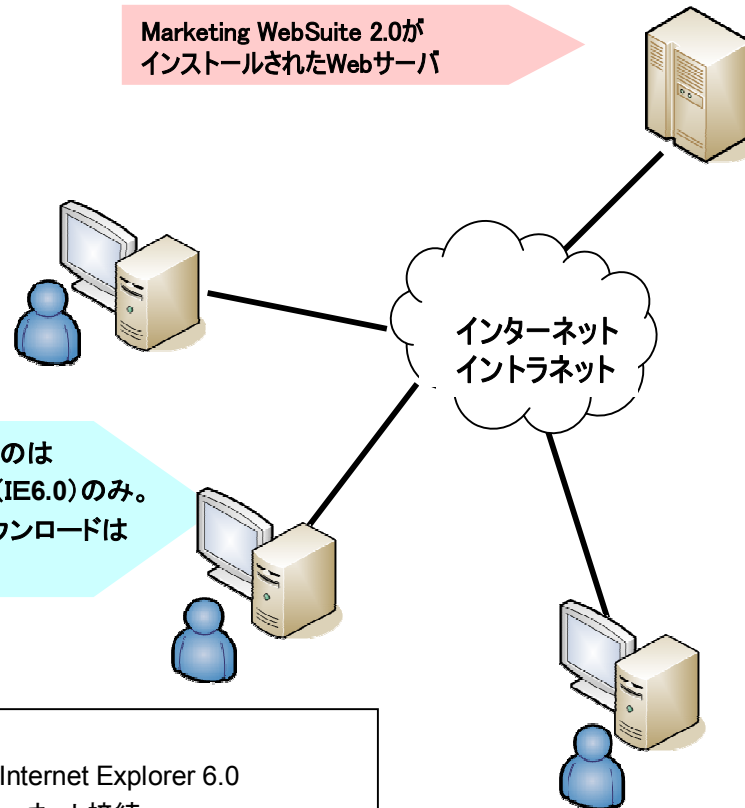 Marketing WebSuite 2.0が
インストールされたWebサーバ
インターネット
イントラネット
のは
(IE6.0)のみ。
ウンロードは
Internet Explorer 6.0